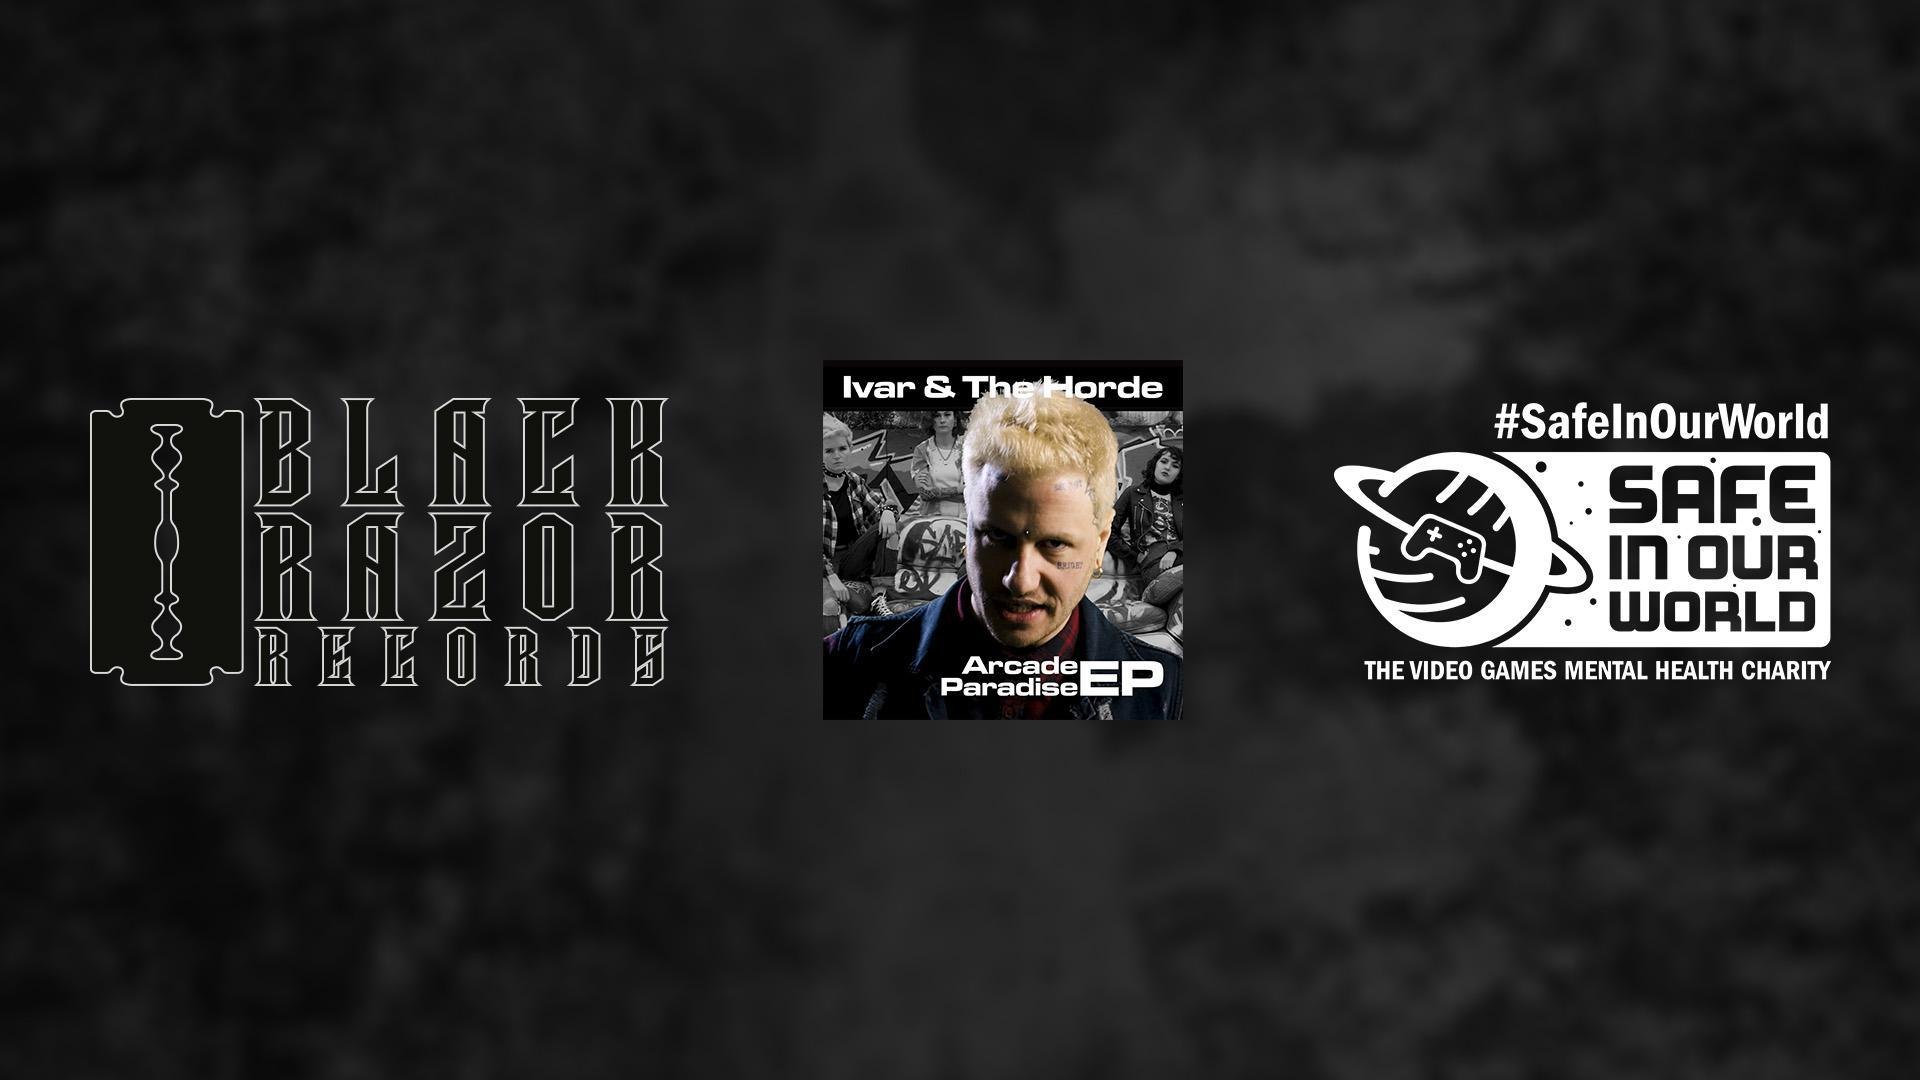 BLACK
RAZOR
RECORDS
Ivar & The Horde
Arcade
Paradise EP
#SafeInOurWorld
SAFE
IN OUR
WORLD
THE VIDEO GAMES MENTAL HEALTH CHARITY